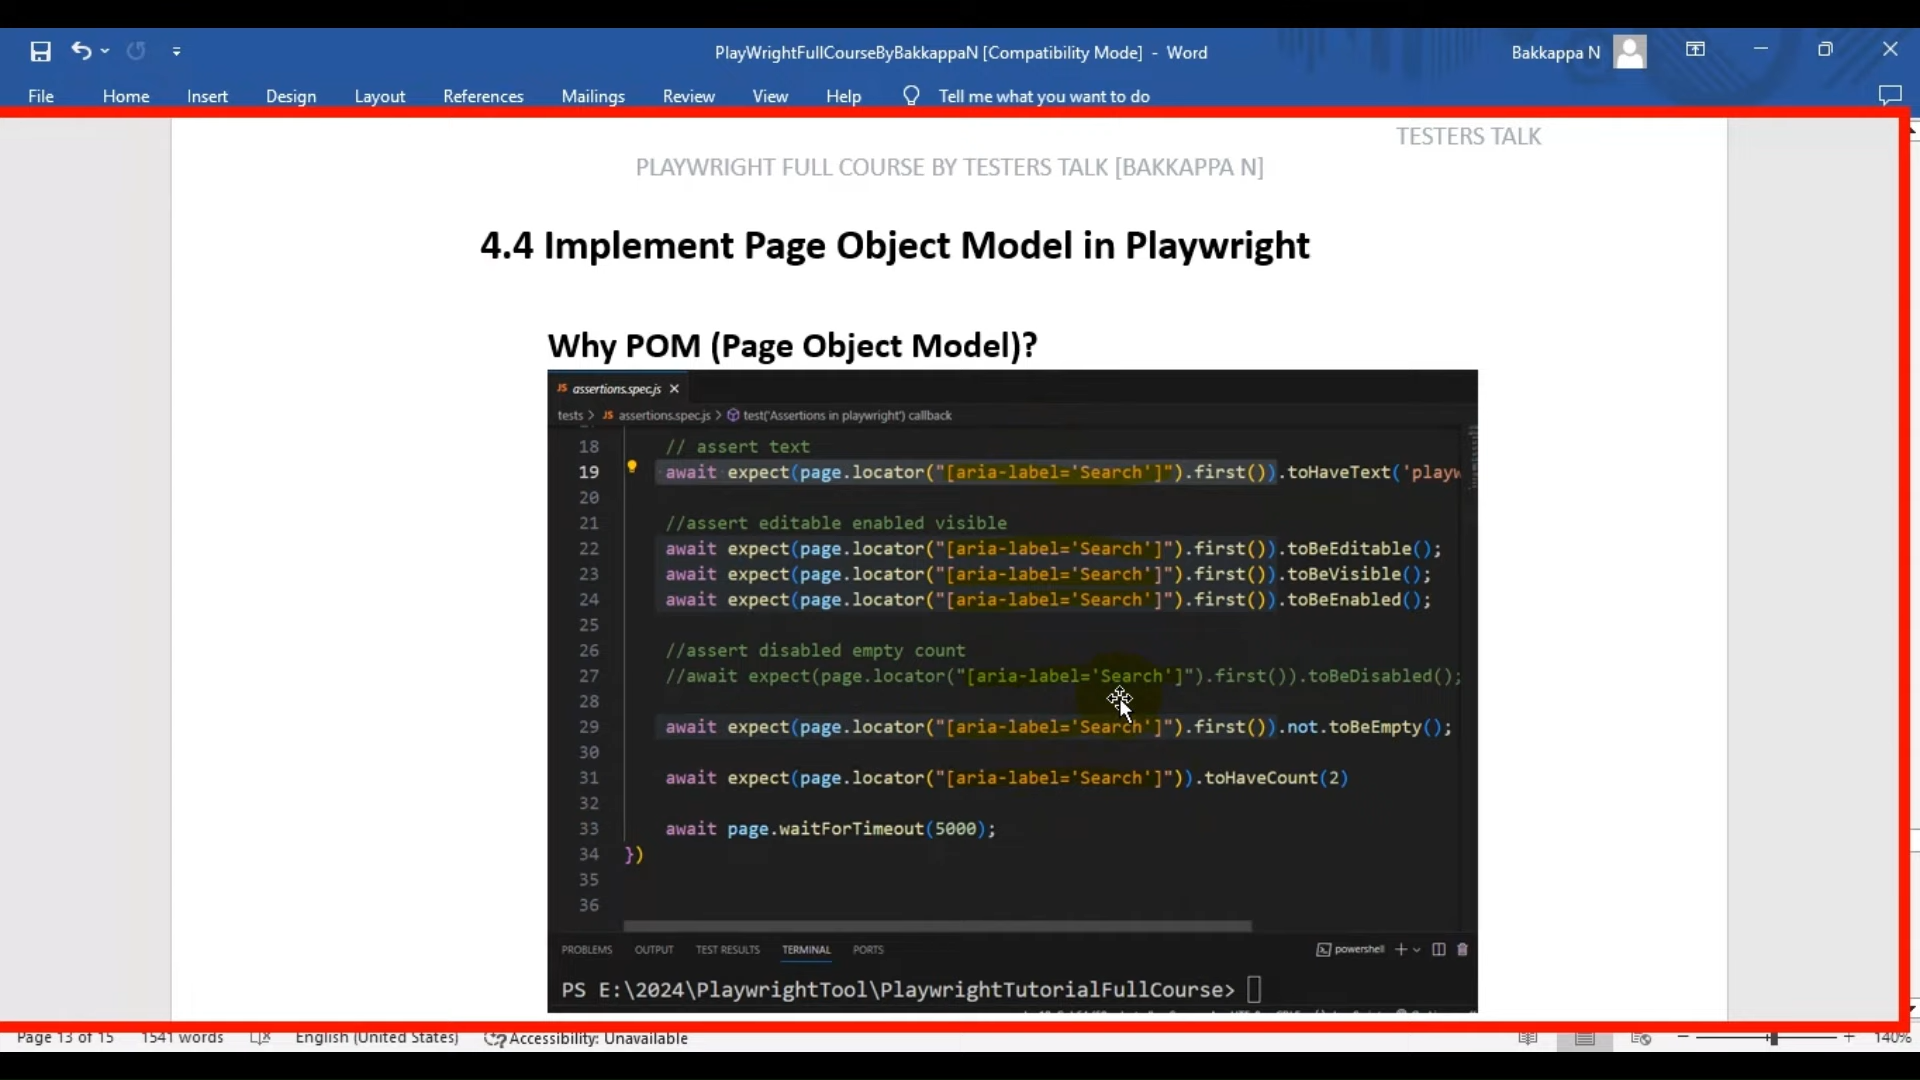 PlayWrightFullCourseByBakkappaN [Compatibility Mode] - Word
Bakkappa N
File Home Insert Design Layout References Mailings Review View Help Tell me what you want to do
TESTERS TALK
PLAYWRIGHT FULL COURSE BY TESTERS TALK [BAKKAPPA N]
4.4 Implement Page Object Model in Playwright
Why POM (Page Object Model)?
JS assertions.spec.js
tests > JS assertions.spec.js > test('Assertions in playwright') callback
18 // assert text
19 await expect(page.locator("[aria-label='Search']").first()).toHaveText('playw
20
21 //assert editable enabled visible
22 await expect(page.locator("[aria-label='Search']").first()).toBeEditable();
23 await expect(page.locator("[aria-label='Search']").first()).toBeVisible();
24 await expect(page.locator("[aria-label='Search']").first()).toBeEnabled();
25
26 //assert disabled empty count
27 //await expect(page.locator("[aria-label='Search']").first()).toBeDisabled();
28
29 await expect(page.locator("[aria-label='Search']").first()).not.toBeEmpty();
30
31 await expect(page.locator("[aria-label='Search']")).toHaveCount(2)
32
33 await page.waitForTimeout(5000);
34 })
35
36
PROBLEMS OUTPUT TEST RESULTS TERMINAL PORTS powershell
PS E:\2024\PlaywrightTool\PlaywrightTutorialFullCourse>
Page 13 of 15 1541 words English (United States) Accessibility: Unavailable 140%